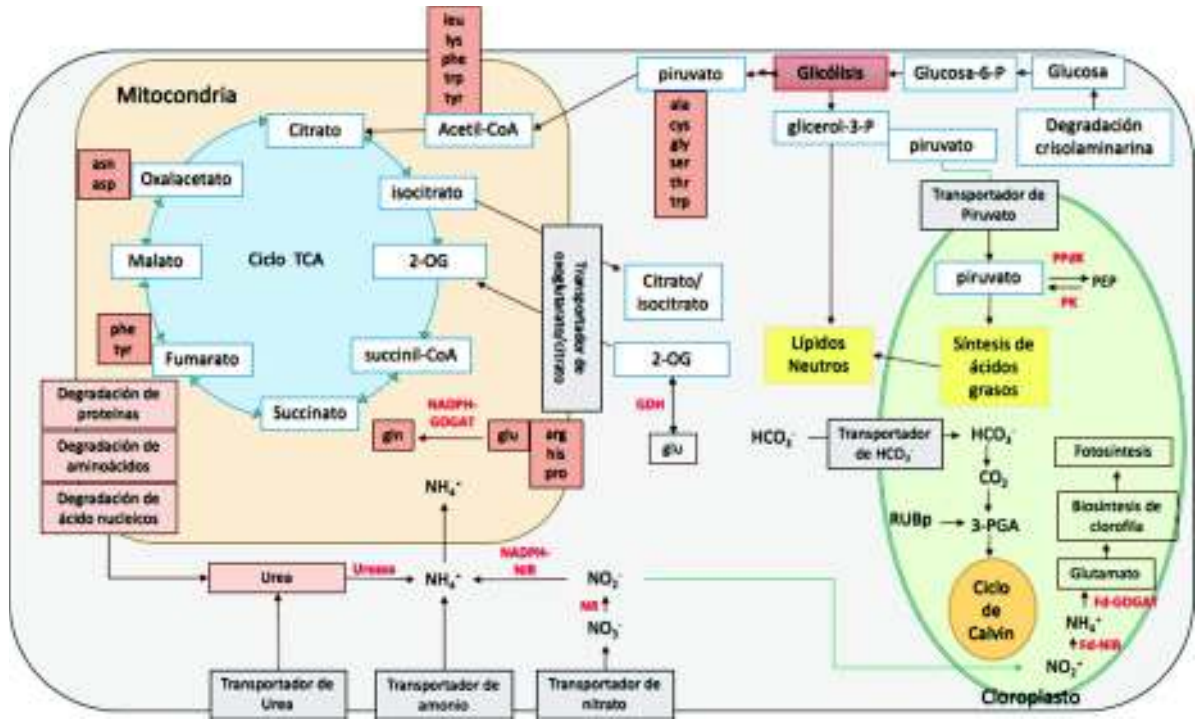 leu
lys
phe
trp
tyr
Mitocondria
Acetil-CoA
Citrato
isocitrato
2-OG
succinil-CoA
Succinato
Fumarato
Malato
Oxalacetato
Ciclo TCA
asn
asp
phe
tyr
piruvato
ala
cys
gly
ser
thr
trp
Glicólisis
Glucosa-6-P
Glucosa
Degradación
crisolaminarina
glicerol-3-P
piruvato
Transportador de
Piruvato
piruvato
PPdK
PEP
PK
Síntesis de
ácidos
grasos
Lípidos
Neutros
Transportador de
oxoglutarato/citrato
Citrato/
isocitrato
2-OG
GDH
glu
NADPH-
GOGAT
gln
glu
arg
his
pro
Degradación de
proteínas
Degradación de
aminoácidos
Degradación de
ácido nucleicos
NH₄⁺
Urea
Ureasa
NH₄⁺
NADPH-
NIR
NO₂⁻
NR
NO₃⁻
Transportador de
Urea
Transportador de
amonio
Transportador de
nitrato
HCO₃⁻
Transportador
de HCO₃⁻
HCO₃⁻
CO₂
RUBp
3-PGA
Ciclo
de
Calvin
Fotosíntesis
Biosíntesis de
clorofila
Glutamato
Fd-GOGAT
NH₄⁺
Fd-NIR
Cloroplasto